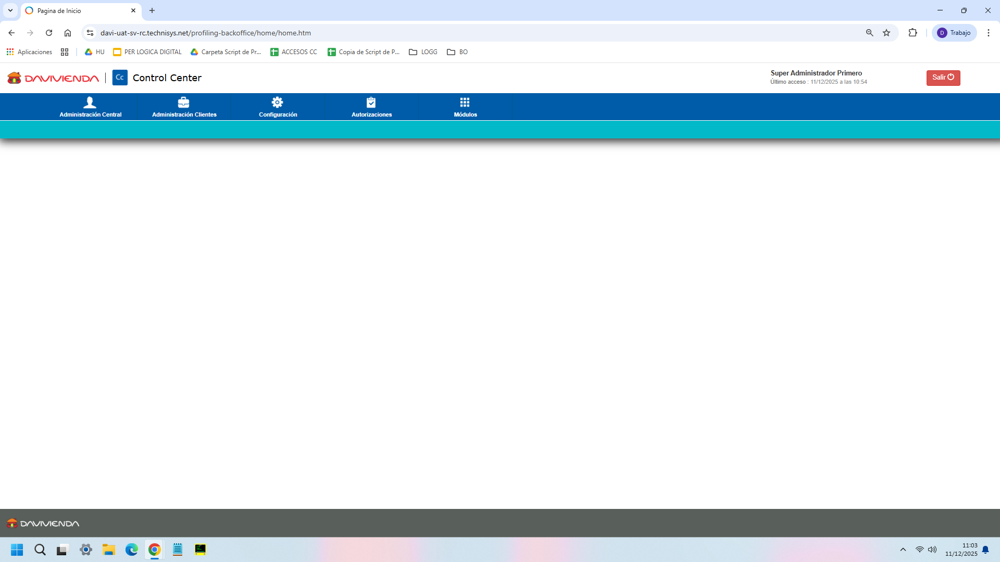 Pagina de Inicio
davi-uat-sv-rc.technisys.net/profiling-backoffice/home/home.htm
D Trabajo
Aplicaciones HU PER LOGICA DIGITAL Carpeta Script de Pr... ACCESOS CC Copia de Script de P... LOGG BO
DAVIVIENDA | Cc Control Center
Super Administrador Primero
Último acceso : 11/12/2025 a las 10:54
Salir
Administración Central Administración Clientes Configuración Autorizaciones Módulos
DAVIVIENDA
11:03
11/12/2025